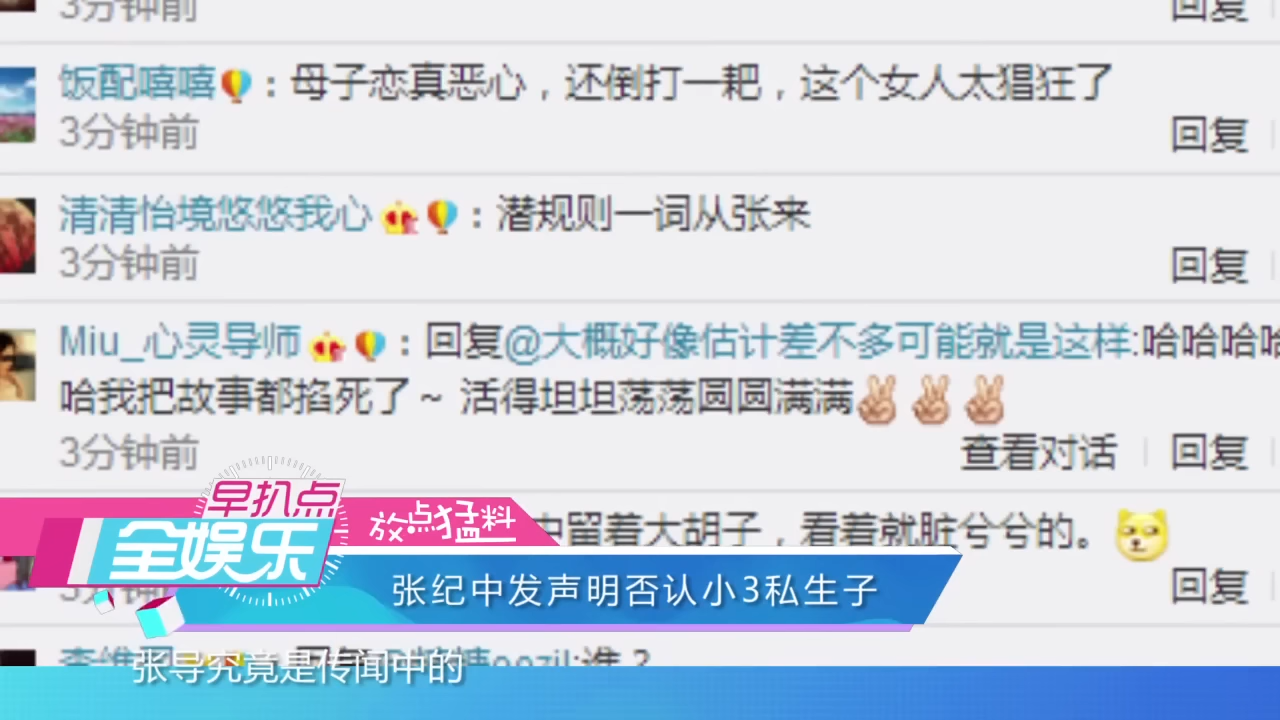 3分钟前
回复
饭配嘻嘻：母子恋真恶心，还倒打一耙，这个女人太猖狂了
3分钟前
回复
清清怡境悠悠我心：潜规则一词从张来
3分钟前
回复
Miu_心灵导师：回复@大概好像估计差不多可能就是这样:哈哈哈哈
哈我把故事都掐死了～ 活得坦坦荡荡圆圆满满
3分钟前
查看对话
回复
中留着大胡子，看着就脏兮兮的。
3分钟前
回复
早扒点
全娱乐
放点猛料
张纪中发声明否认小3私生子
:谁？
张导究竟是传闻中的